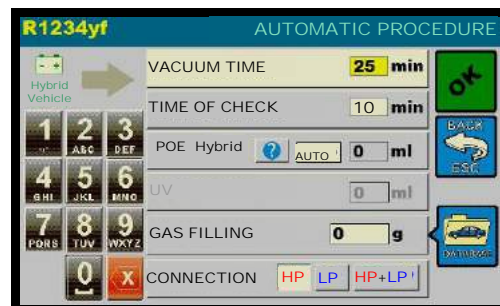 R1234yf AUTOMATIC PROCEDURE
Hybrid
Vehicle
VACUUM TIME 25 min
TIME OF CHECK 10 min
POE Hybrid ? AUTO 0 ml
UV 0 ml
GAS FILLING 0 g
CONNECTION HP LP HP+LP
1 2 ABC 3 DEF
4 GHI 5 JKL 6 MNO
7 PQRS 8 TUV 9 WXYZ
0 X
OK
BACK
ESC
DATABASE